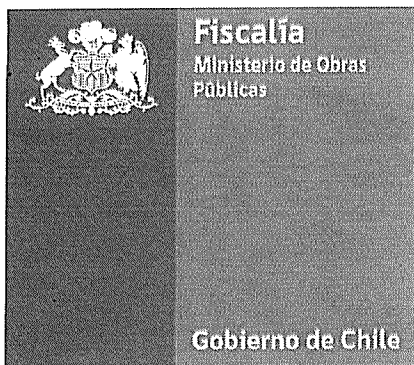 Fiscalía
Ministerio de Obras
Públicas
Gobierno de Chile